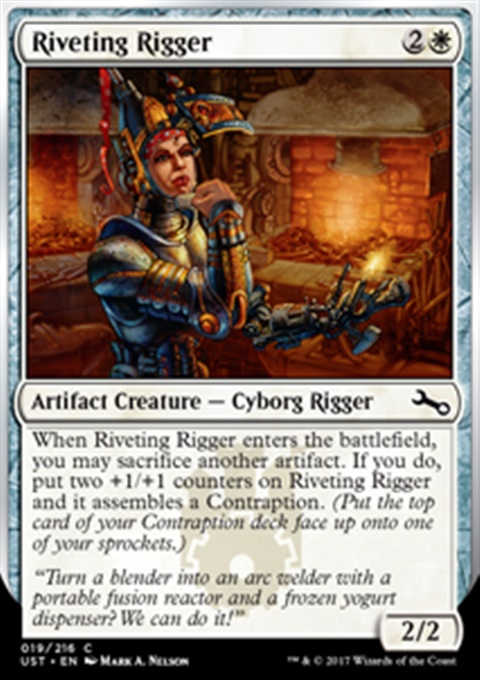 Riveting Rigger 2
Artifact Creature — Cyborg Rigger
When Riveting Rigger enters the battlefield,
you may sacrifice another artifact. If you do,
put two +1/+1 counters on Riveting Rigger
and it assembles a Contraption. (Put the top
card of your Contraption deck face up onto one
of your sprockets.)
"Turn a blender into an arc welder with a
portable fusion reactor and a frozen yogurt
dispenser? We can do it!"
2/2
019/216 C
UST • EN Mark A. Nelson ™ & © 2017 Wizards of the Coast